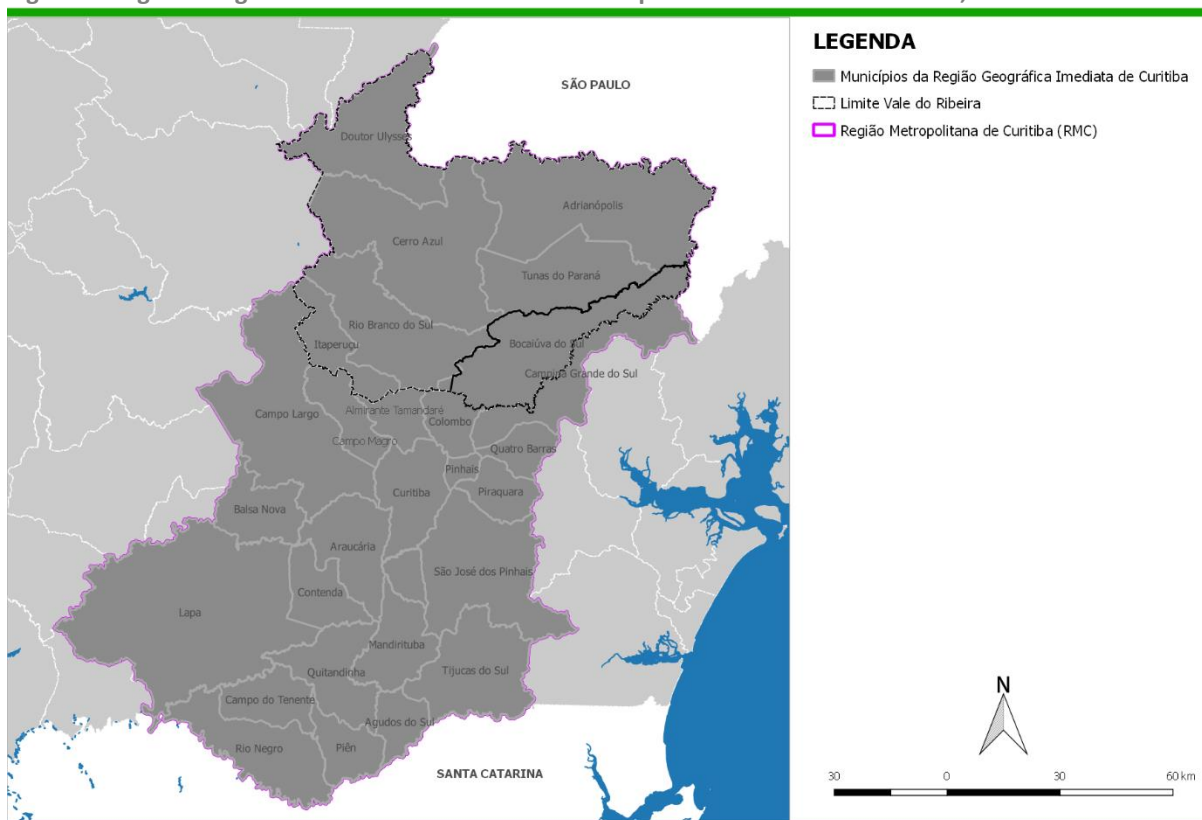 SÃO PAULO
Doutor Ulysses
Adrianópolis
Cerro Azul
Tunas do Paraná
Rio Branco do Sul
Itaperuçu
Bocaiúva do Sul
Campina Grande do Sul
Almirante Tamandaré
Campo Largo
Colombo
Campo Magro
Quatro Barras
Pinhais
Curitiba
Piraquara
Balsa Nova
Araucária
São José dos Pinhais
Contenda
Lapa
Mandirituba
Quitandinha
Tijucas do Sul
Campo do Tenente
Agudos do Sul
Rio Negro
Piên
SANTA CATARINA
LEGENDA
Municípios da Região Geográfica Imediata de Curitiba
Limite Vale do Ribeira
Região Metropolitana de Curitiba (RMC)
N
30 0 30 60 km